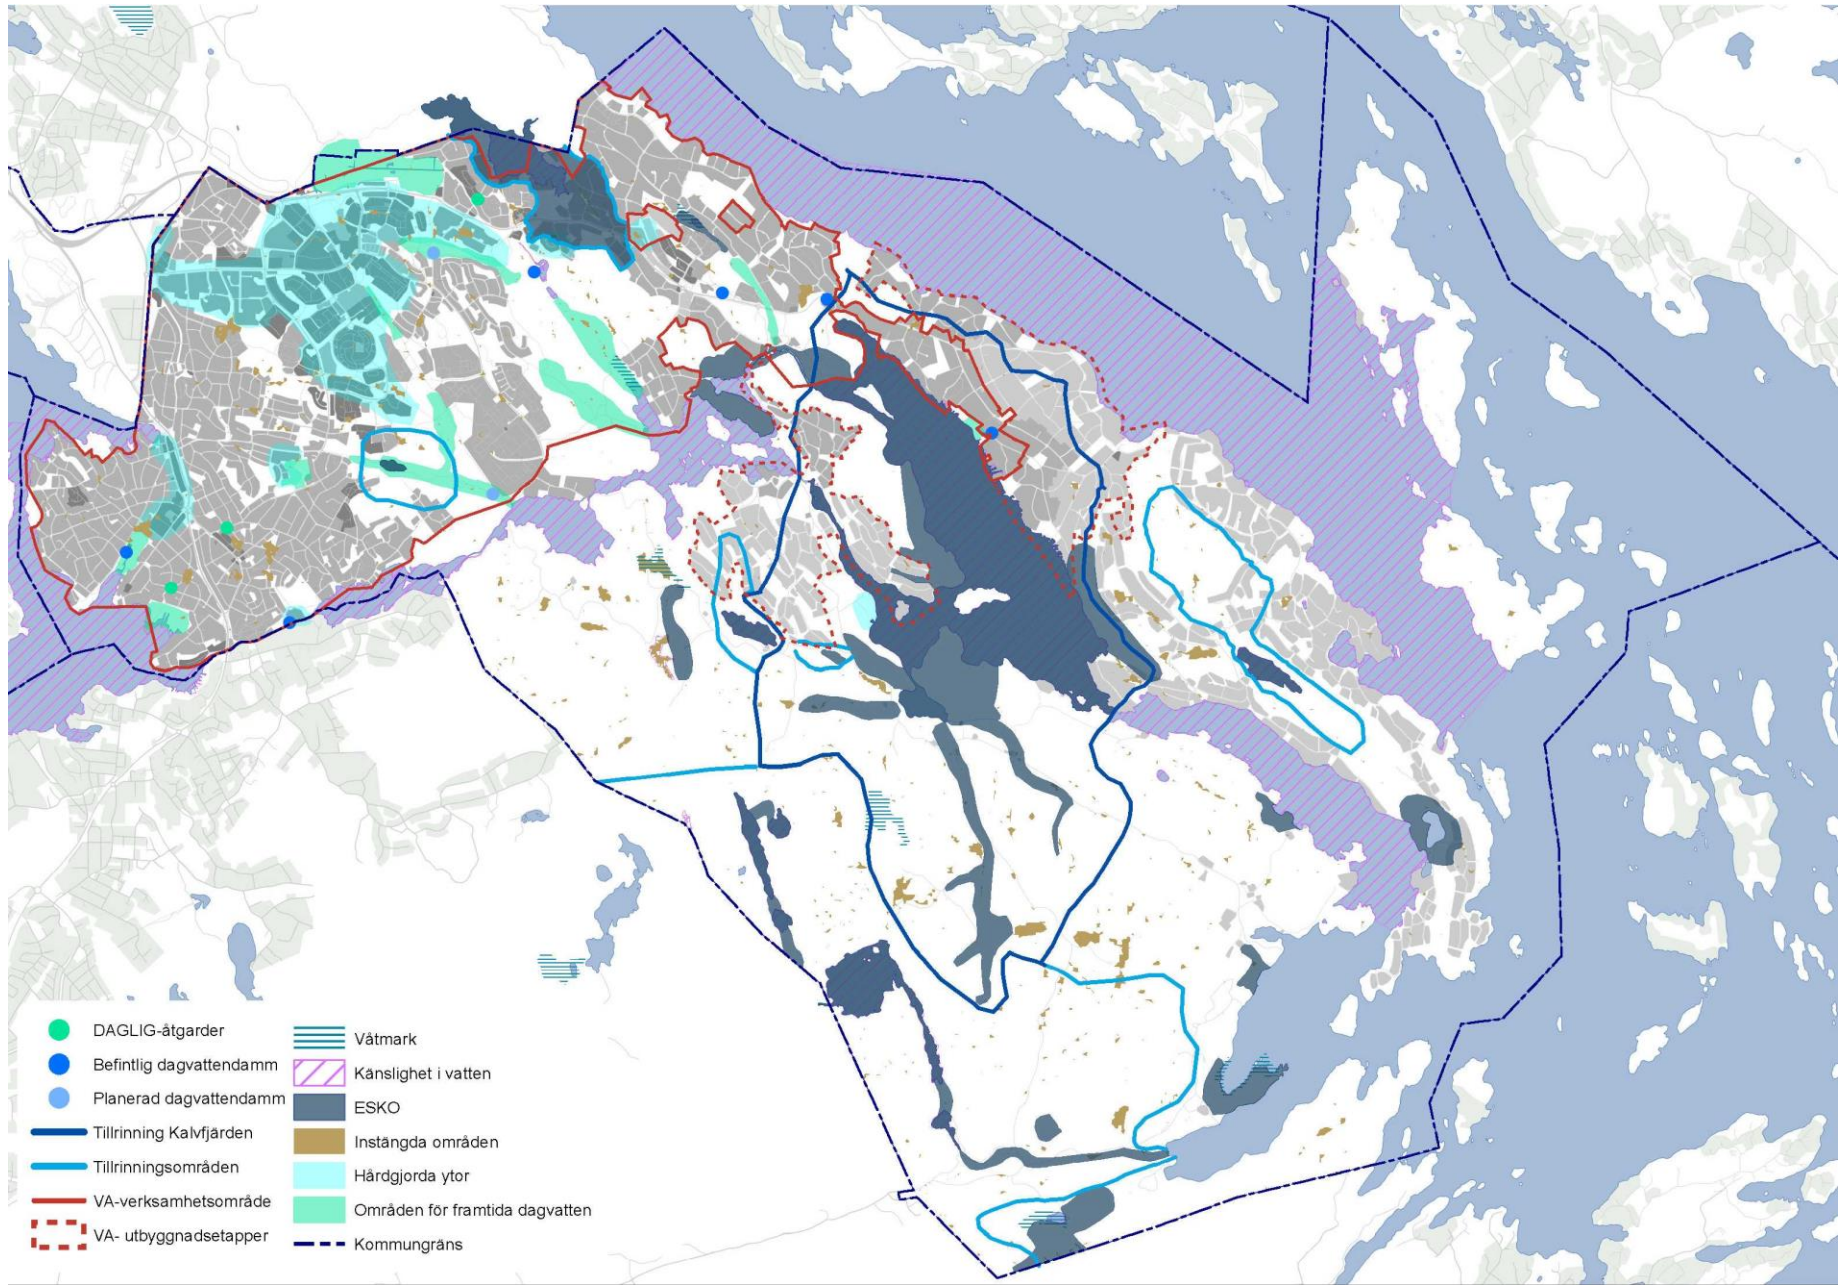 DAGLIG-åtgarder
Befintlig dagvattendamm
Planerad dagvattendamm
Tillrinning Kalvfjärden
Tillrinningsområden
VA-verksamhetsområde
VA- utbyggnadsetapper
Våtmark
Känslighet i vatten
ESKO
Instängda områden
Hårdgjorda ytor
Områden för framtida dagvatten
Kommungräns